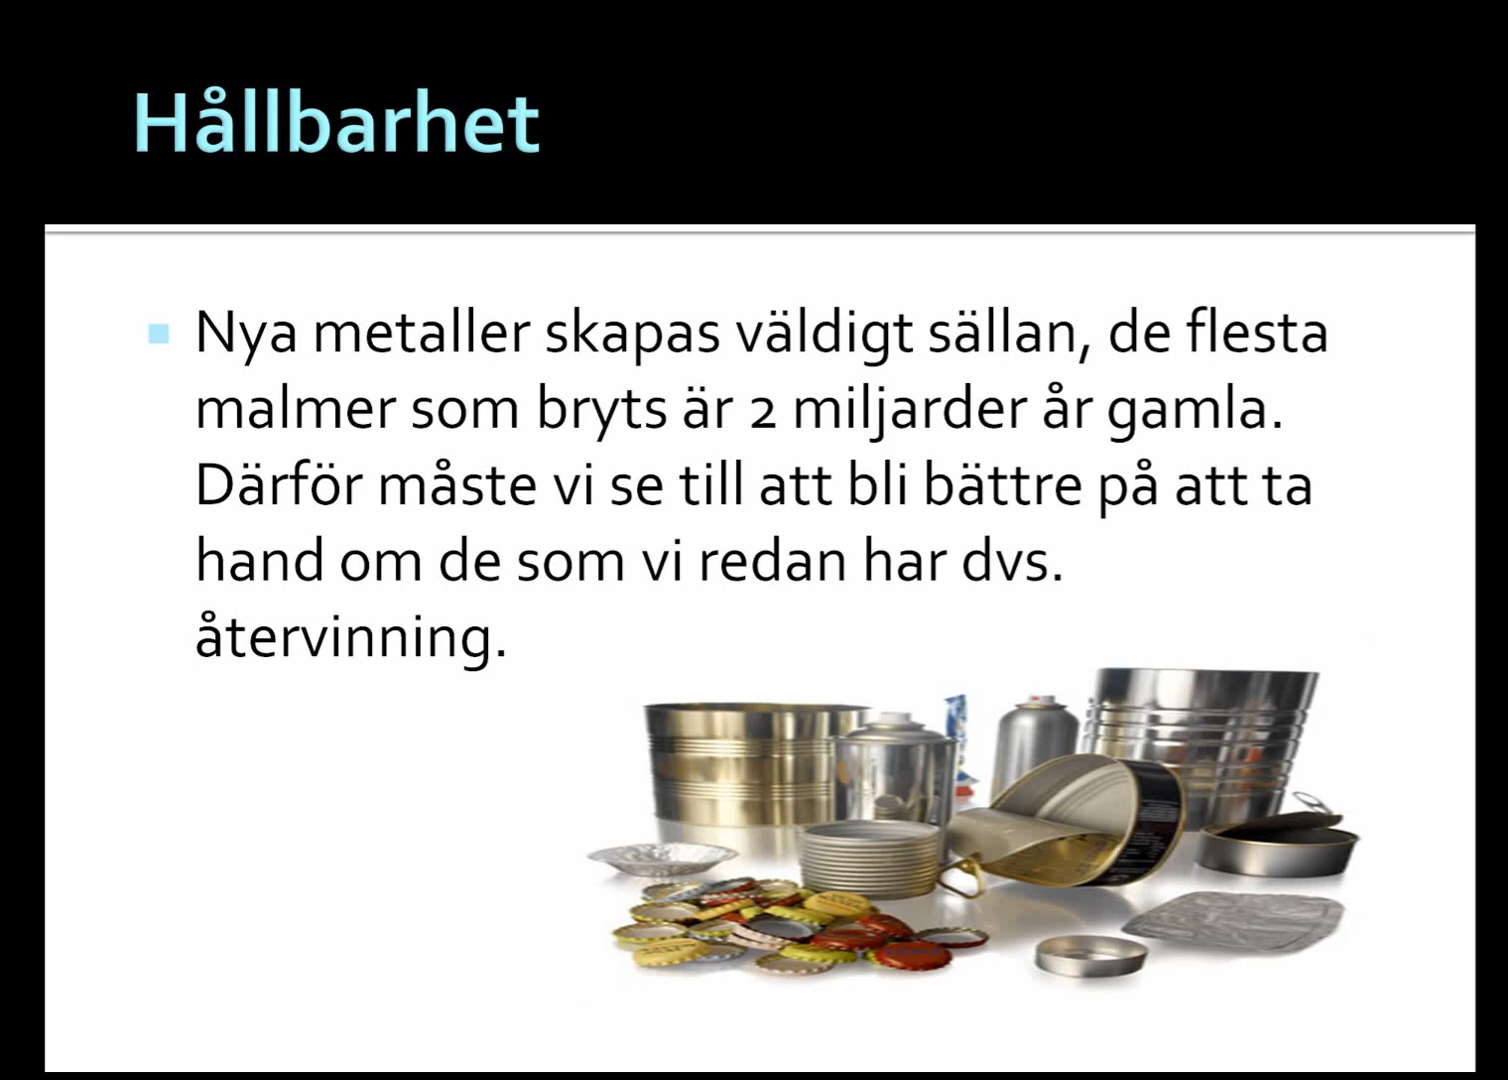 Hållbarhet
Nya metaller skapas väldigt sällan, de flesta
malmer som bryts är 2 miljarder år gamla.
Därför måste vi se till att bli bättre på att ta
hand om de som vi redan har dvs.
återvinning.